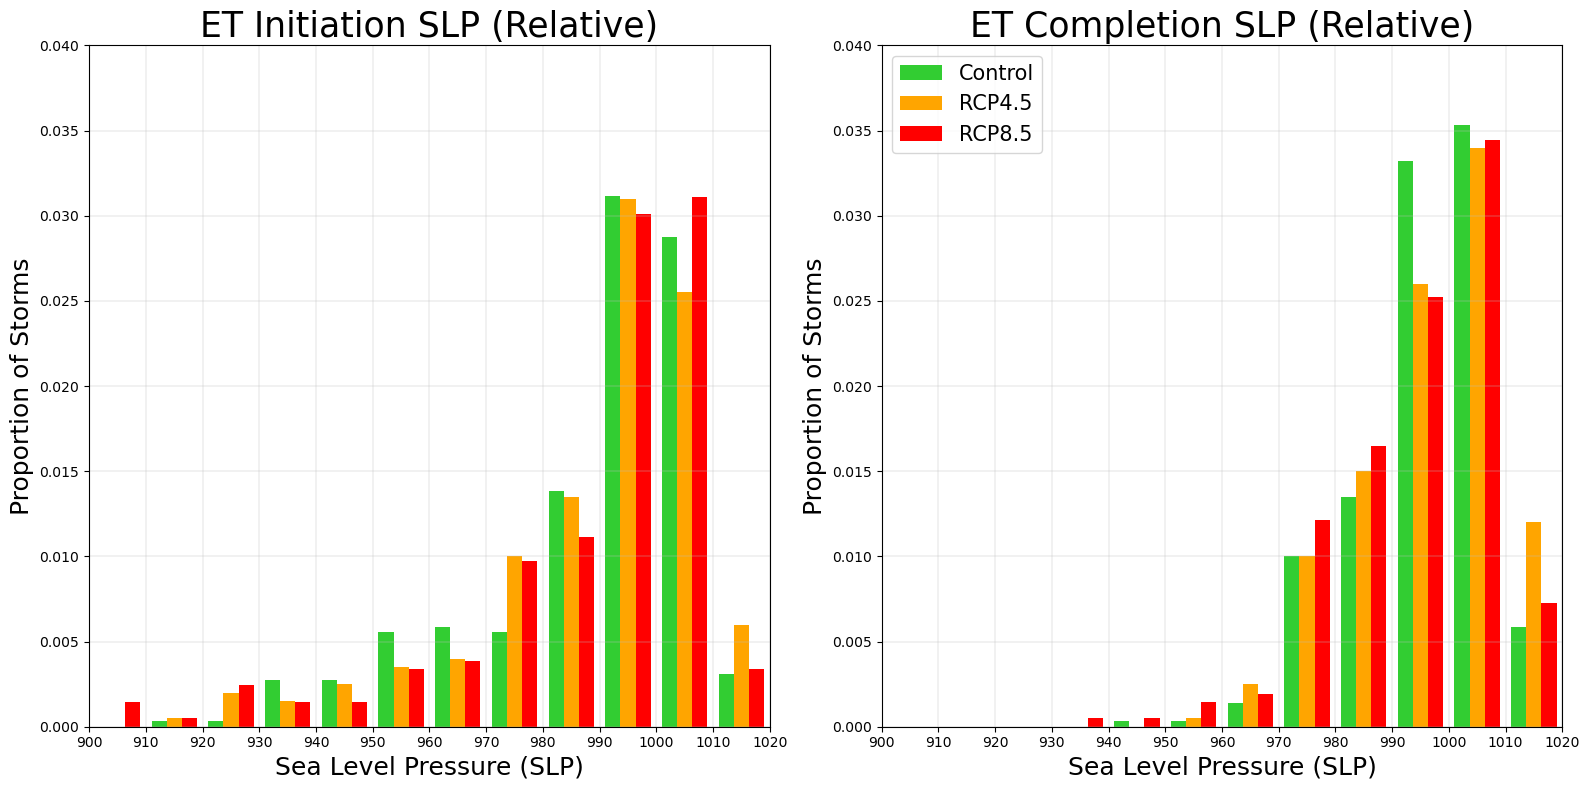 ET Initiation SLP (Relative)
0.040
0.035
0.030
0.025
0.020
0.015
0.010
0.005
0.000
Proportion of Storms
900 910 920 930 940 950 960 970 980 990 1000 1010 1020
Sea Level Pressure (SLP)
ET Completion SLP (Relative)
Control
RCP4.5
RCP8.5
0.040
0.035
0.030
0.025
0.020
0.015
0.010
0.005
0.000
Proportion of Storms
900 910 920 930 940 950 960 970 980 990 1000 1010 1020
Sea Level Pressure (SLP)